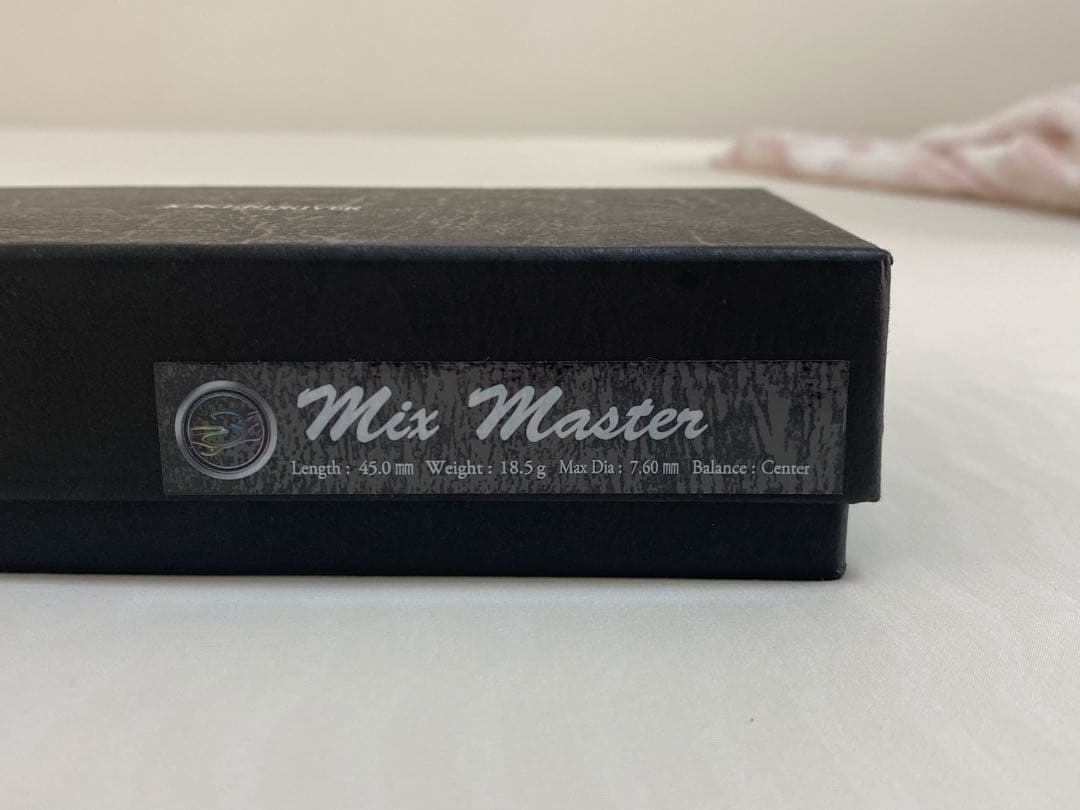 Mix Master
Length : 45.0 mm Weight : 18.5 g Max Dia : 7.60 mm Balance : Center